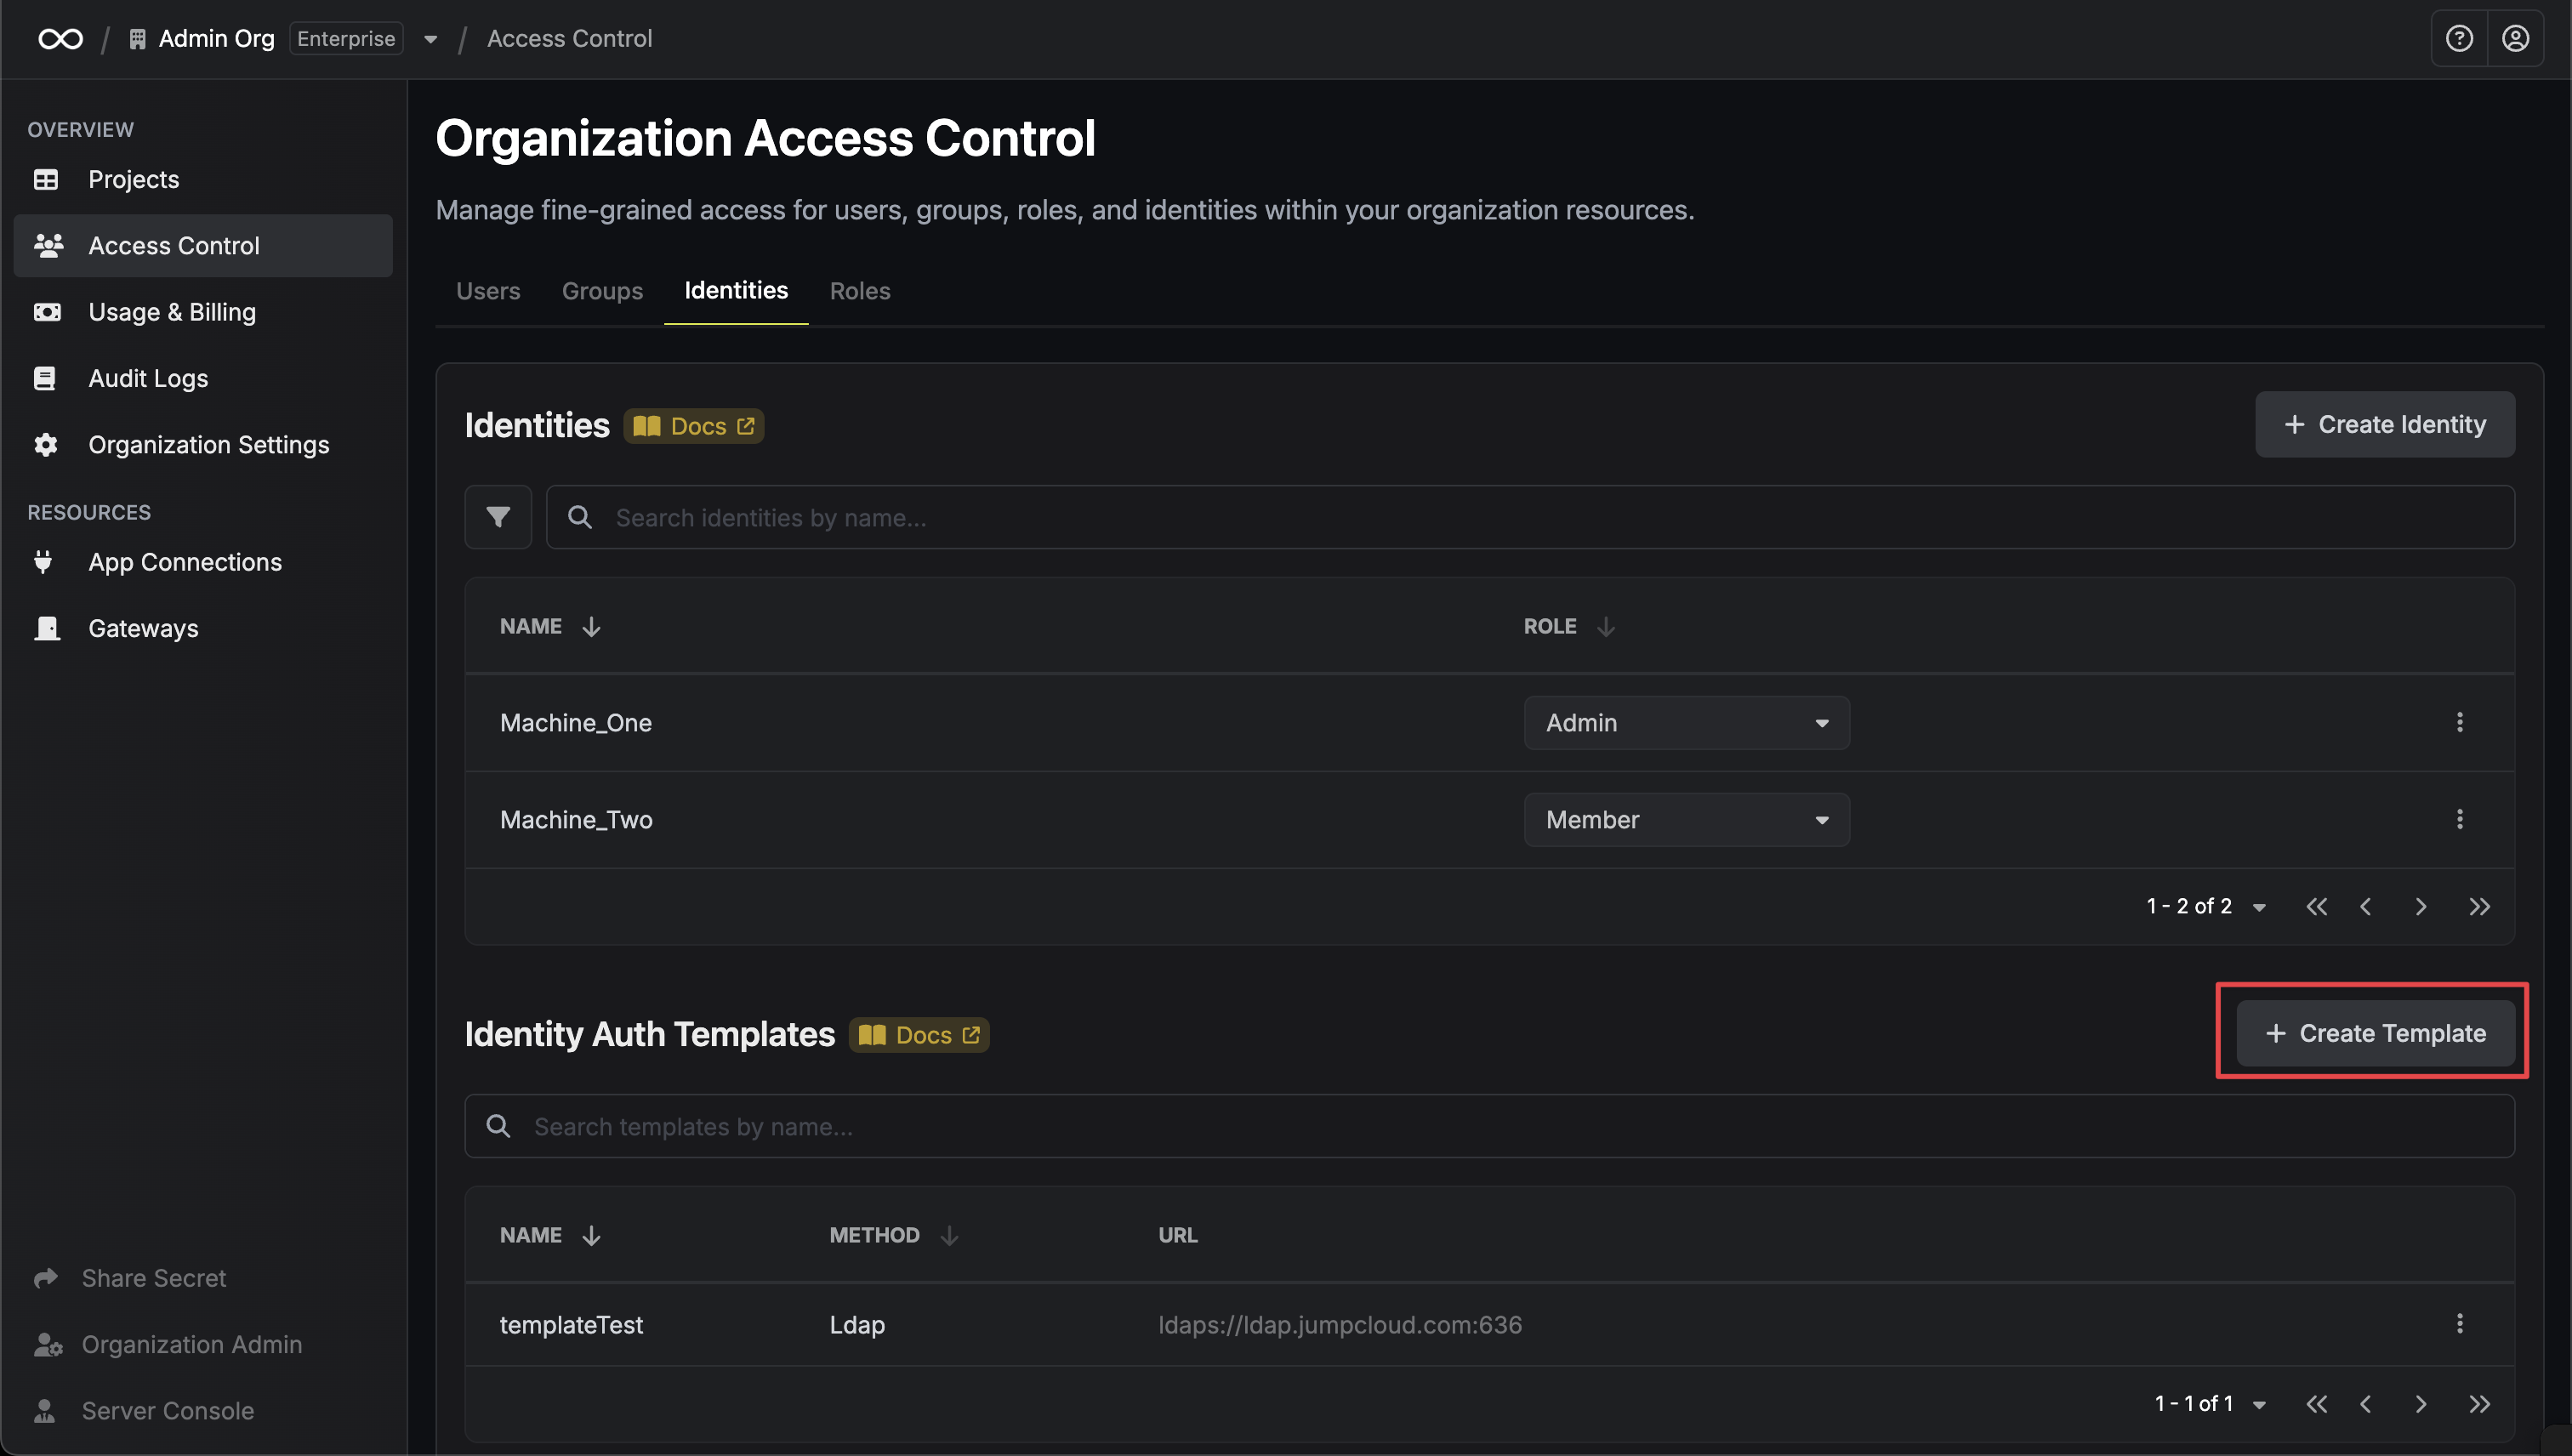 / Admin Org Enterprise / Access Control
OVERVIEW
Projects
Access Control
Usage & Billing
Audit Logs
Organization Settings
RESOURCES
App Connections
Gateways
Share Secret
Organization Admin
Server Console
Organization Access Control
Manage fine-grained access for users, groups, roles, and identities within your organization resources.
Users Groups Identities Roles
Identities Docs + Create Identity
Search identities by name...
NAME ROLE
Machine_One Admin
Machine_Two Member
1 - 2 of 2
Identity Auth Templates Docs + Create Template
Search templates by name...
NAME METHOD URL
templateTest Ldap ldaps://ldap.jumpcloud.com:636
1 - 1 of 1